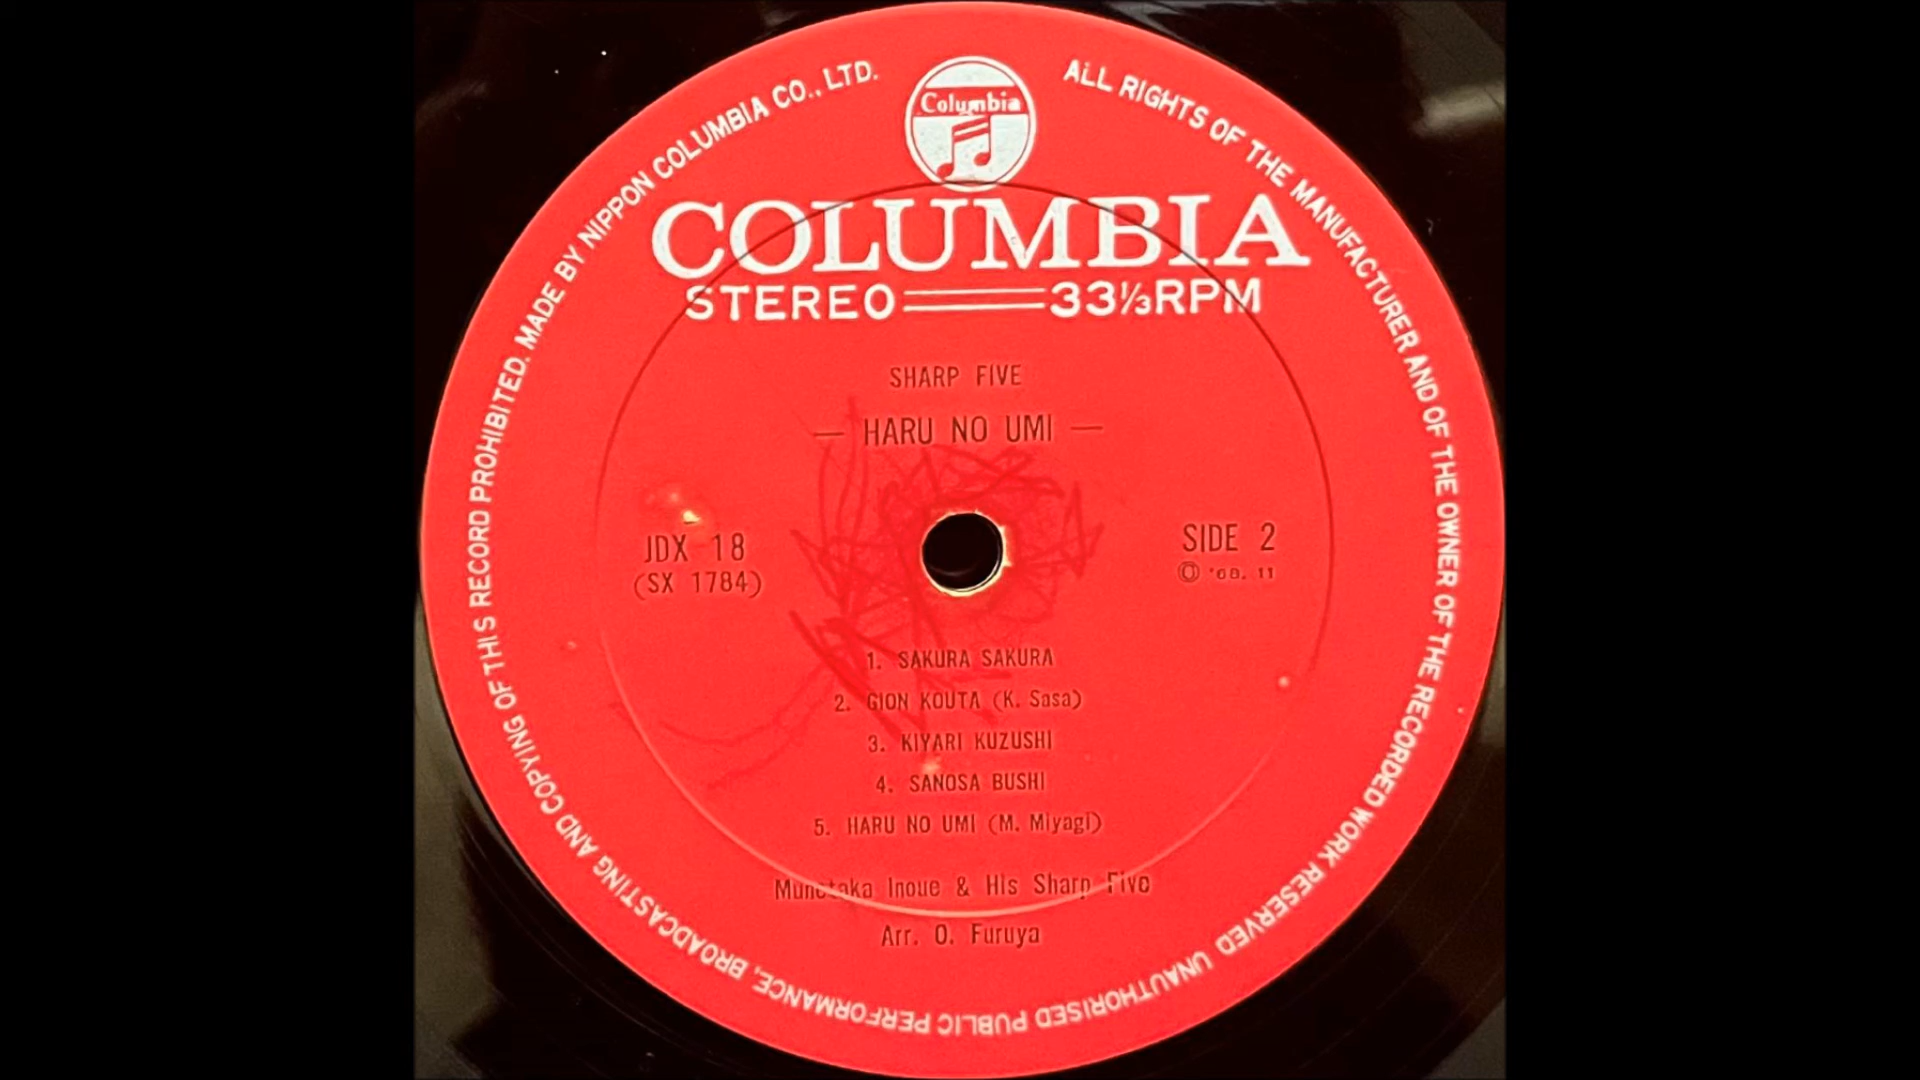 Columbia
COLUMBIA
STEREO 33⅓RPM
SHARP FIVE
— HARU NO UMI —
JDX 18
(SX 1784)
SIDE 2
Ⓟ '68. 11
1. SAKURA SAKURA
2. GION KOUTA (K. Sasa)
3. KIYARI KUZUSHI
4. SANOSA BUSHI
5. HARU NO UMI (M. Miyagi)
Munetaka Inoue & His Sharp Five
Arr. O. Furuya
ALL RIGHTS OF THE MANUFACTURER AND OF THE OWNER OF THE RECORDED WORK RESERVED UNAUTHORISED PUBLIC PERFORMANCE, BROADCASTING AND COPYING OF THIS RECORD PROHIBITED. MADE BY NIPPON COLUMBIA CO., LTD.